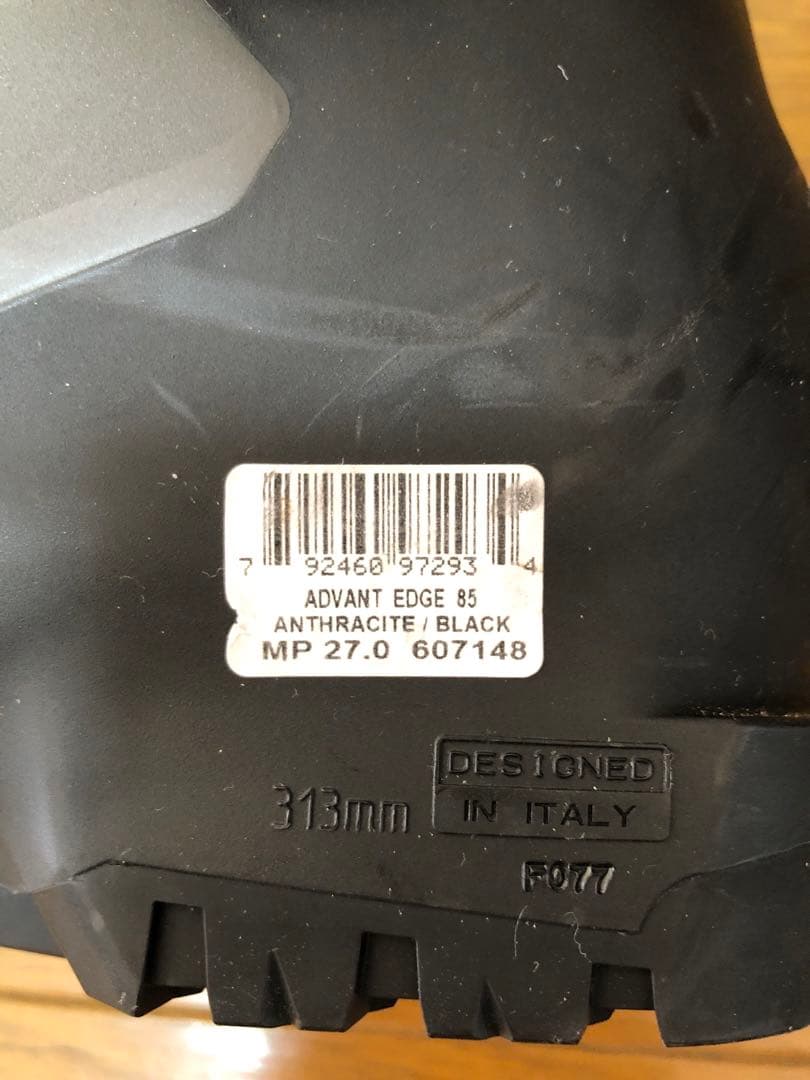 7 92460 97293 4
ADVANT EDGE 85
ANTHRACITE / BLACK
MP 27.0 607148
313mm
DESIGNED
IN ITALY
F077